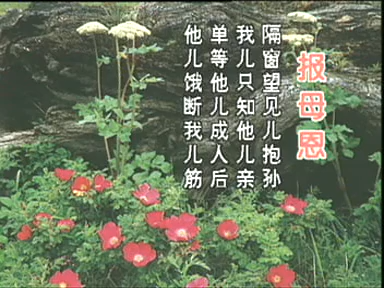 报母恩
隔窗望见儿抱孙
我儿只知他儿亲
单等他儿成人后
他儿饿断我儿筋